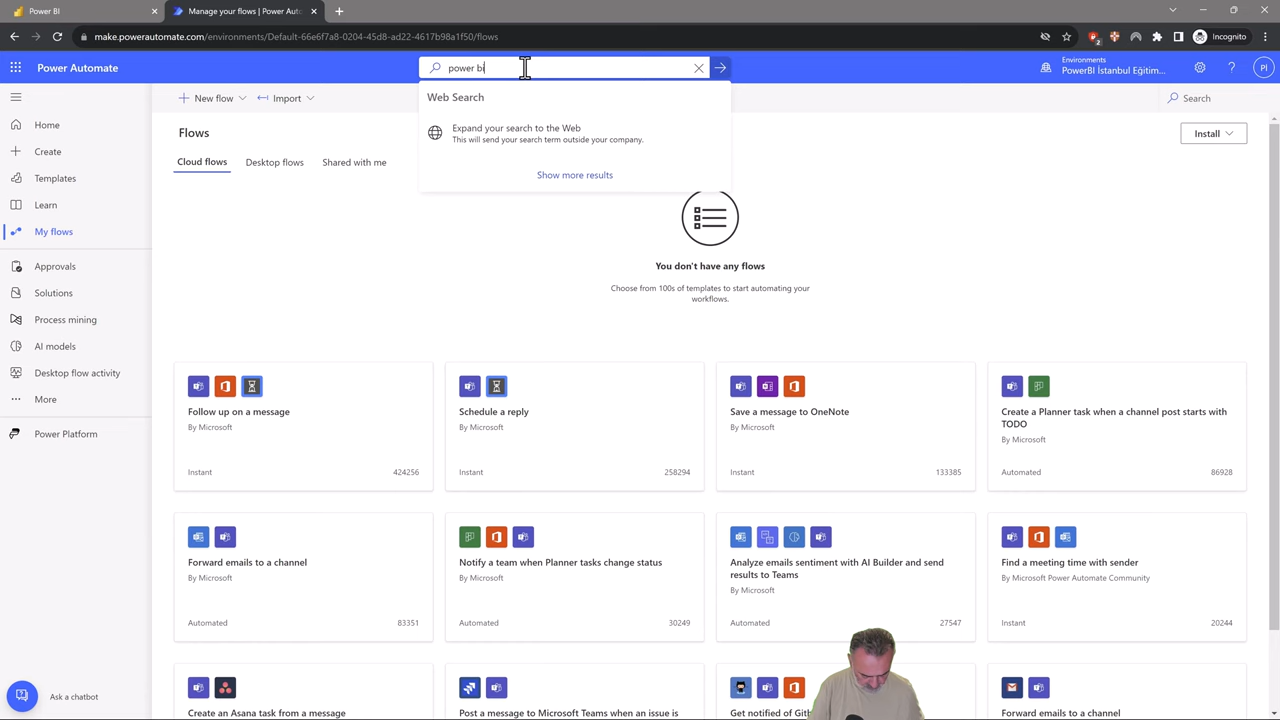 Power BI
Manage your flows | Power Auto
make.powerautomate.com/environments/Default-66e6f7a8-0204-45d8-ad22-4617b98a1f50/flows
2
Incognito
Power Automate
power bi
Environments
PowerBI İstanbul Eğitim...
PI
New flow
Import
Search
Web Search
Expand your search to the Web
This will send your search term outside your company.
Show more results
Home
Create
Templates
Learn
My flows
Approvals
Solutions
Process mining
AI models
Desktop flow activity
More
Power Platform
Ask a chatbot
Flows
Install
Cloud flows
Desktop flows
Shared with me
You don't have any flows
Choose from 100s of templates to start automating your
workflows.
Follow up on a message
By Microsoft
Instant
424256
Schedule a reply
By Microsoft
Instant
258294
Save a message to OneNote
By Microsoft
Instant
133385
Create a Planner task when a channel post starts with
TODO
By Microsoft
Automated
86928
Forward emails to a channel
By Microsoft
Automated
83351
Notify a team when Planner tasks change status
By Microsoft
Automated
30249
Analyze emails sentiment with AI Builder and send
results to Teams
By Microsoft
Automated
27547
Find a meeting time with sender
By Microsoft Power Automate Community
Instant
20244
Create an Asana task from a message
Post a message to Microsoft Teams when an issue is
Get notified of Gith
Forward emails to a channel